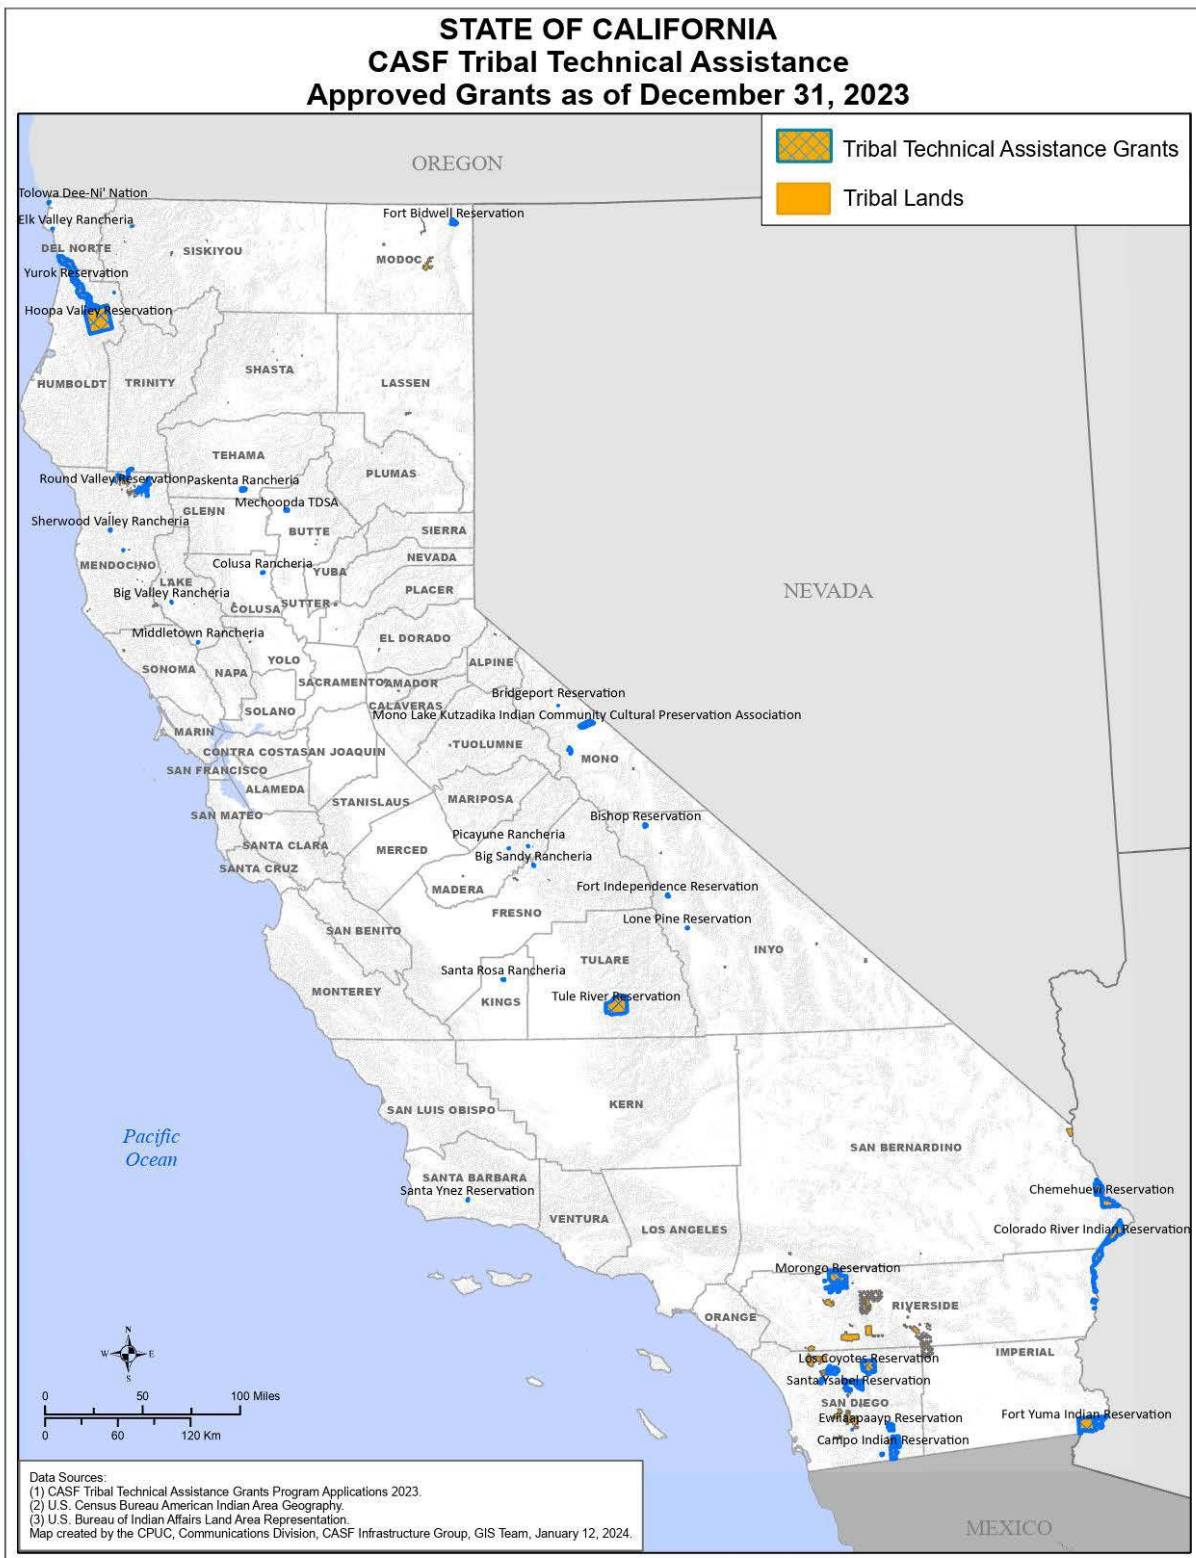 STATE OF CALIFORNIA
CASF Tribal Technical Assistance
Approved Grants as of December 31, 2023
Tribal Technical Assistance Grants
Tribal Lands
OREGON
Tolowa Dee-Ni' Nation
Fort Bidwell Reservation
Elk Valley Rancheria
DEL NORTE
SISKIYOU
MODOC
Yurok Reservation
Hoopa Valley Reservation
SHASTA
HUMBOLDT
TRINITY
LASSEN
TEHAMA
PLUMAS
Round Valley Reservation
Paskenta Rancheria
Mechoopda TDSA
GLENN
Sherwood Valley Rancheria
BUTTE
SIERRA
NEVADA
MENDOCINO
Colusa Rancheria
YUBA
LAKE
Big Valley Rancheria
PLACER
NEVADA
COLUSA
SUTTER
Middletown Rancheria
EL DORADO
SONOMA
NAPA
YOLO
ALPINE
SACRAMENTO
AMADOR
Bridgeport Reservation
SOLANO
CALAVERAS
Mono Lake Kutzadika Indian Community Cultural Preservation Association
MARIN
TUOLUMNE
CONTRA COSTA
SAN JOAQUIN
MONO
SAN FRANCISCO
ALAMEDA
STANISLAUS
MARIPOSA
SAN MATEO
Bishop Reservation
Picayune Rancheria
SANTA CLARA
MERCED
Big Sandy Rancheria
SANTA CRUZ
MADERA
Fort Independence Reservation
FRESNO
Lone Pine Reservation
SAN BENITO
INYO
TULARE
Santa Rosa Rancheria
MONTEREY
KINGS
Tule River Reservation
SAN LUIS OBISPO
KERN
Pacific
Ocean
SAN BERNARDINO
SANTA BARBARA
Santa Ynez Reservation
Chemehuevi Reservation
VENTURA
LOS ANGELES
Colorado River Indian Reservation
Morongo Reservation
RIVERSIDE
ORANGE
IMPERIAL
Los Coyotes Reservation
Santa Ysabel Reservation
SAN DIEGO
Ewiiaapaayp Reservation
Fort Yuma Indian Reservation
Campo Indian Reservation
MEXICO
N
W E
S
0 50 100 Miles
0 60 120 Km
Data Sources:
(1) CASF Tribal Technical Assistance Grants Program Applications 2023.
(2) U.S. Census Bureau American Indian Area Geography.
(3) U.S. Bureau of Indian Affairs Land Area Representation.
Map created by the CPUC, Communications Division, CASF Infrastructure Group, GIS Team, January 12, 2024.